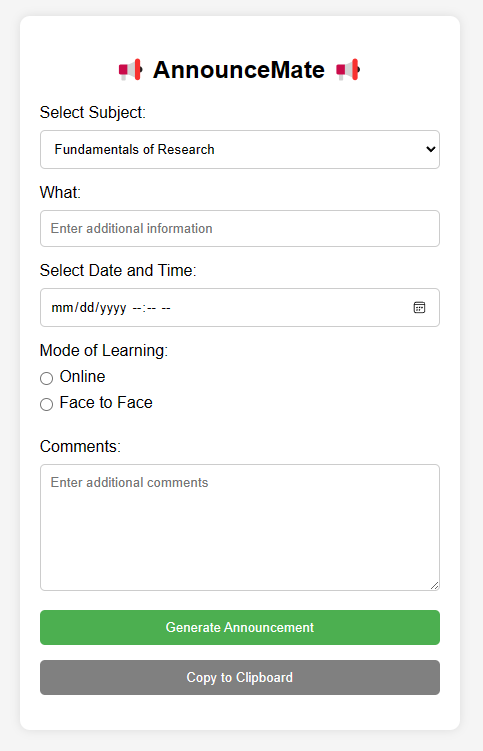 📢 AnnounceMate 📢
Select Subject:
Fundamentals of Research
What:
Enter additional information
Select Date and Time:
mm/dd/yyyy --:-- --
Mode of Learning:
Online
Face to Face
Comments:
Enter additional comments
Generate Announcement
Copy to Clipboard